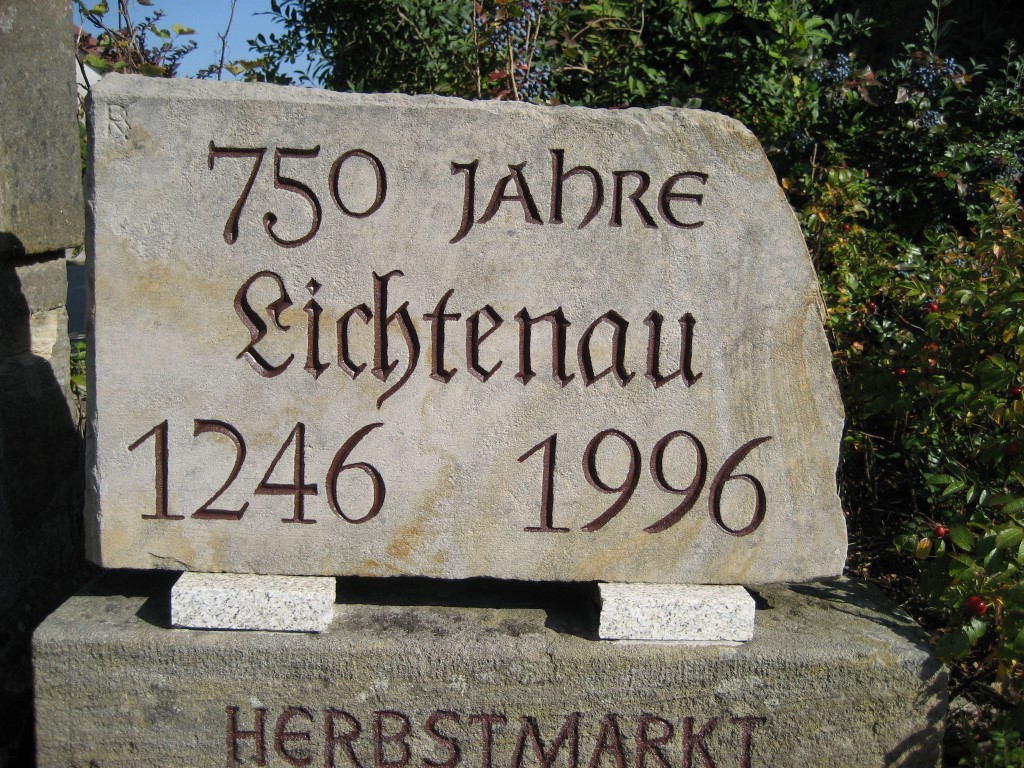 750 JAHRE
Lichtenau
1246 1996
HERBSTMARKT